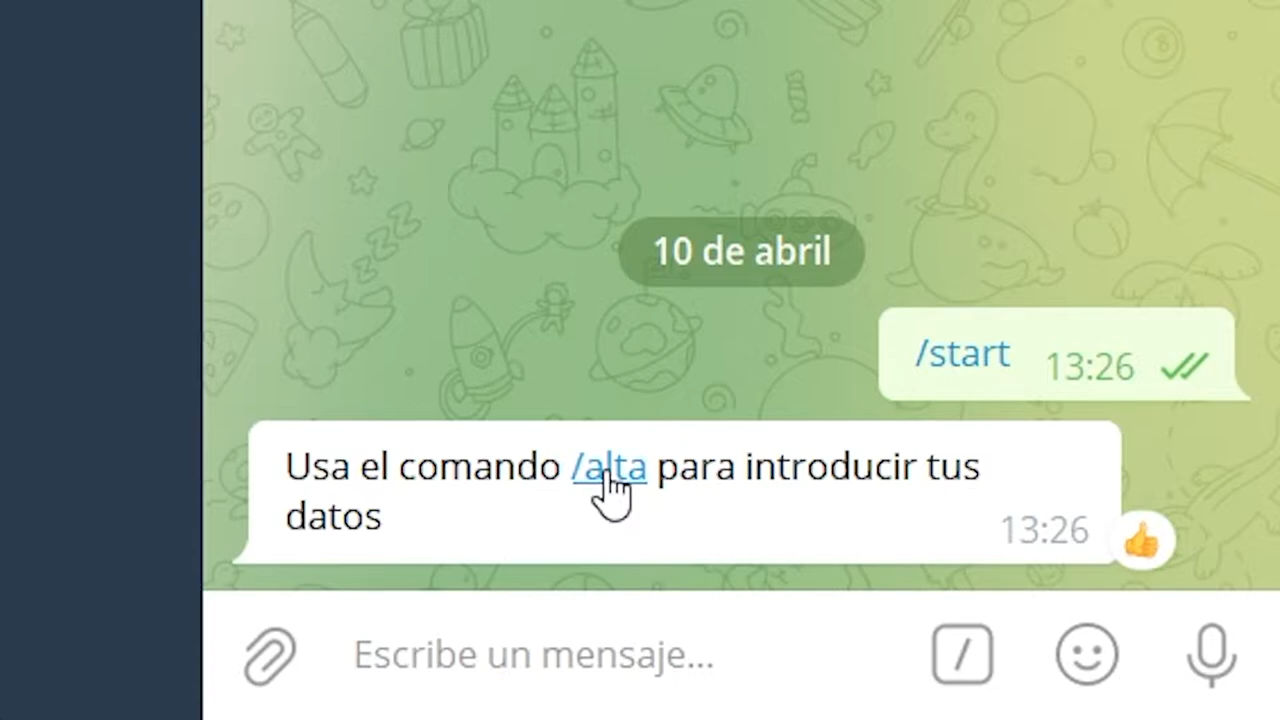 10 de abril
/start 13:26
Usa el comando /alta para introducir tus
datos
13:26
Escribe un mensaje...